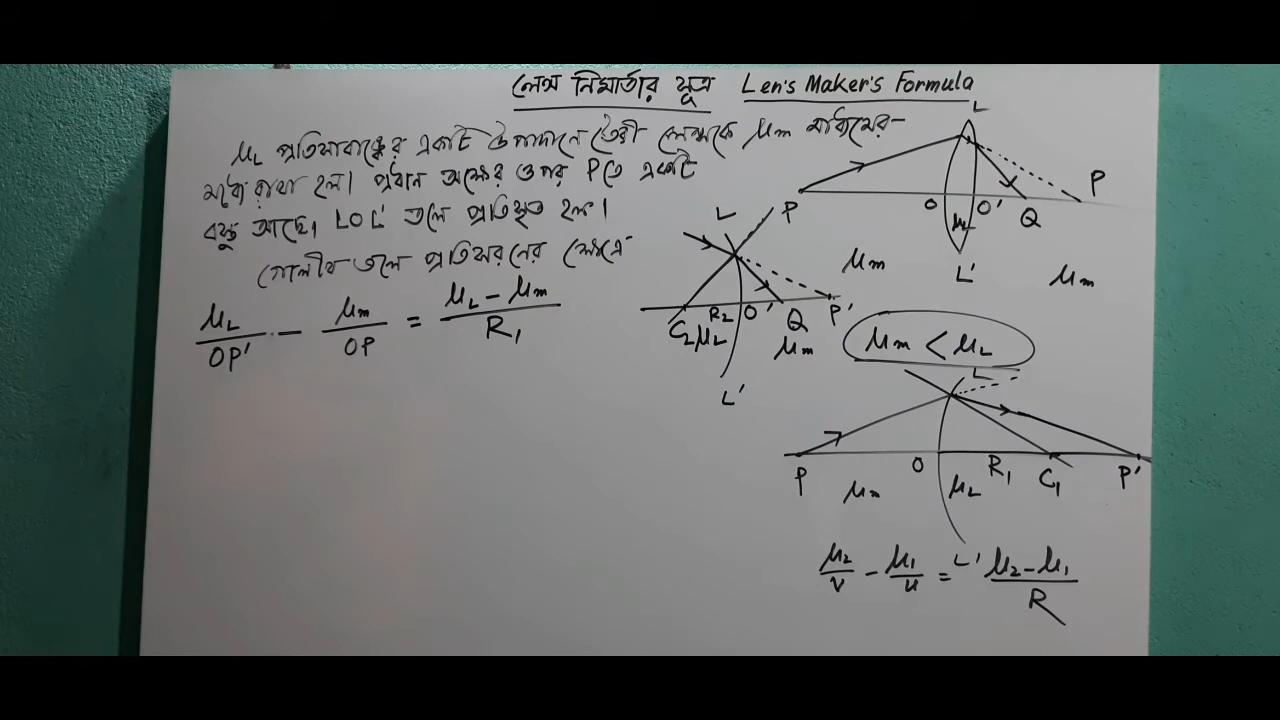 লেন্স নির্মাতার সূত্র Len's Maker's Formula
μL প্রতিসরাঙ্কের একটি উপাদানে তৈরী লেন্সকে μm মাধ্যমের
মধ্যে রাখা হল। প্রধান অক্ষের ওপর P তে একটি
বস্তু আছে। LOL' তলে প্রতিসৃত হল।
গোলীয় তলে প্রতিসরনের ক্ষেত্রে
μL/OP' − μm/OP = μL − μm/R1
L
P
P
O
O'
Q
μL
L'
μm
μm
L
P
C2
R2
O'
Q
P'
μL
μm
L'
μm < μL
L
P
O
R1
C1
P'
μm
μL
L'
μ2/v − μ1/u = μ2 − μ1/R